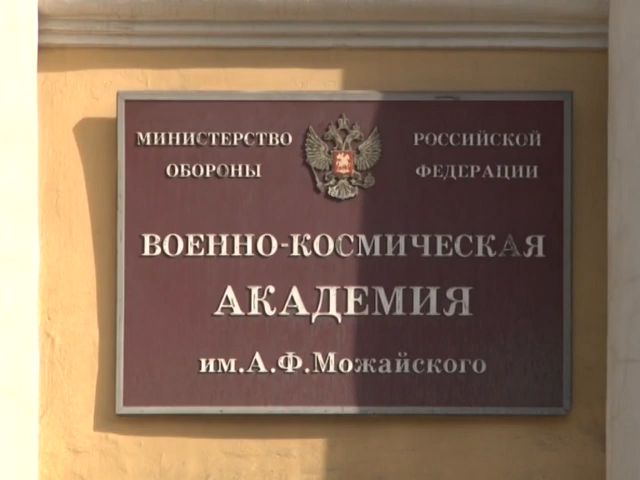 МИНИСТЕРСТВО РОССИЙСКОЙ
ОБОРОНЫ ФЕДЕРАЦИИ
ВОЕННО-КОСМИЧЕСКАЯ
АКАДЕМИЯ
им.А.Ф.Можайского